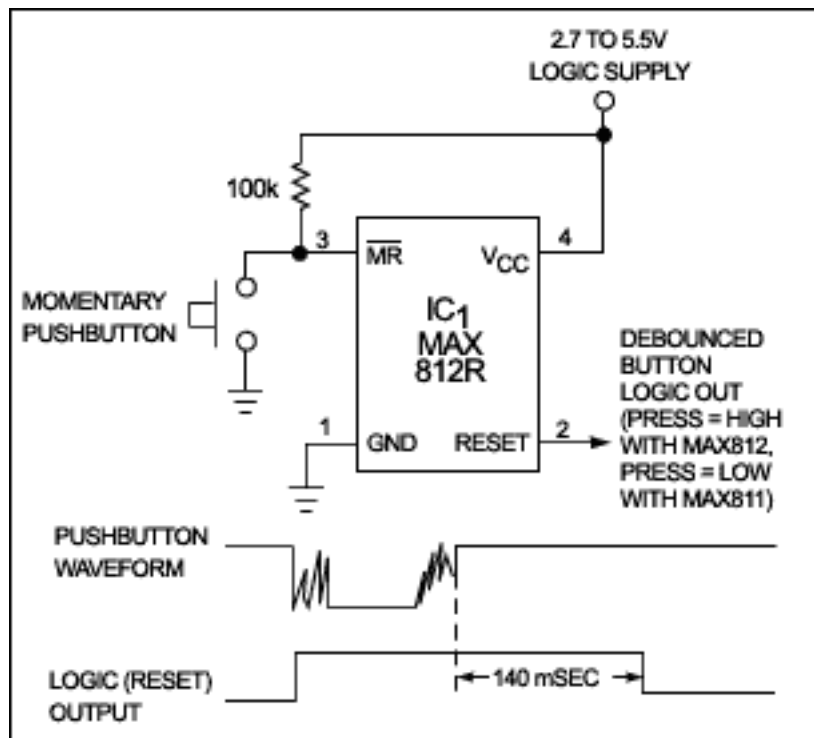 2.7 TO 5.5V
LOGIC SUPPLY
100k
3
MR
VCC
4
MOMENTARY
PUSHBUTTON
IC1
MAX
812R
DEBOUNCED
BUTTON
LOGIC OUT
(PRESS = HIGH
WITH MAX812,
PRESS = LOW
WITH MAX811)
1
GND
RESET
2
PUSHBUTTON
WAVEFORM
140 mSEC
LOGIC (RESET)
OUTPUT